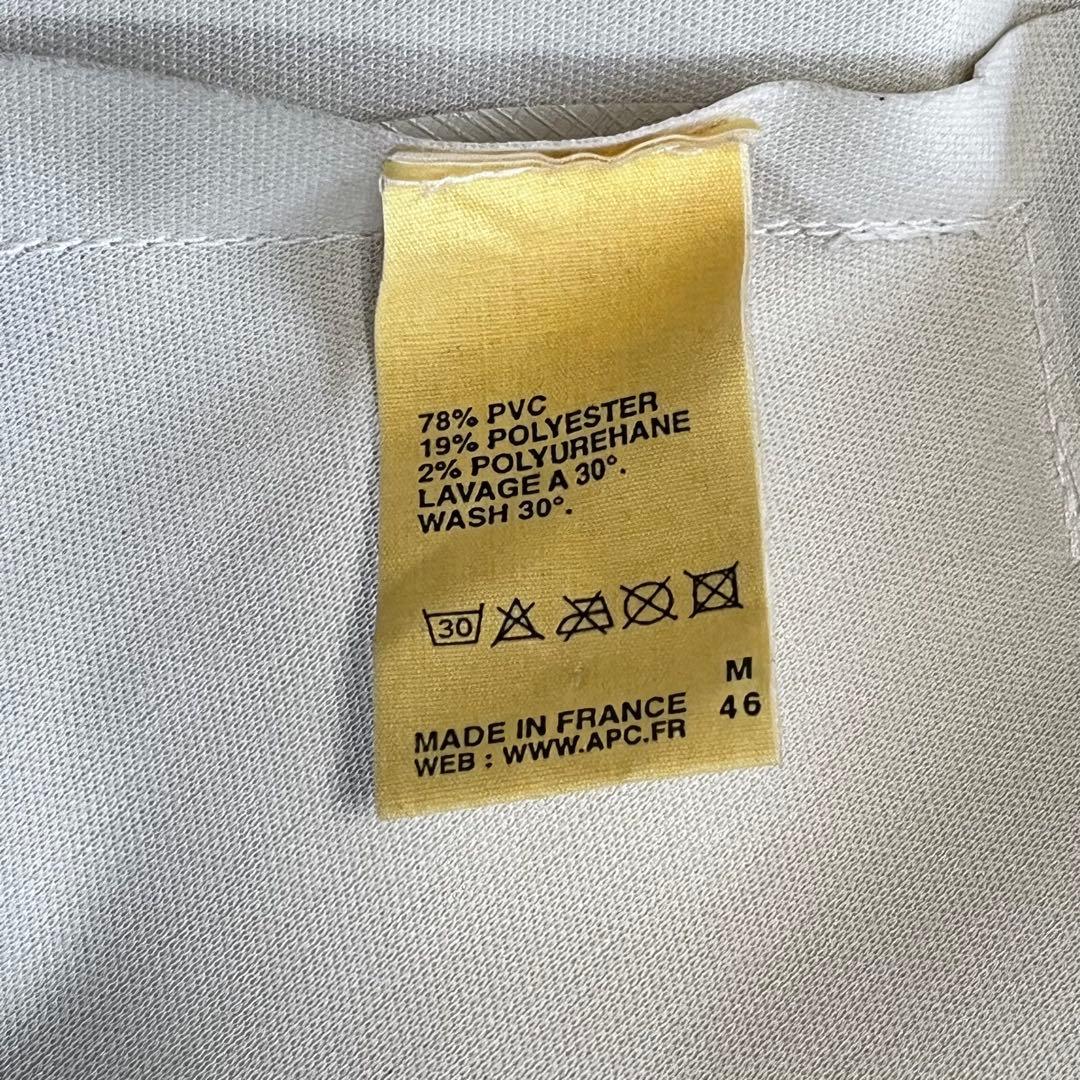 78% PVC
19% POLYESTER
2% POLYUREHANE
LAVAGE A 30°.
WASH 30°.
30
M
46
MADE IN FRANCE
WEB : WWW.APC.FR